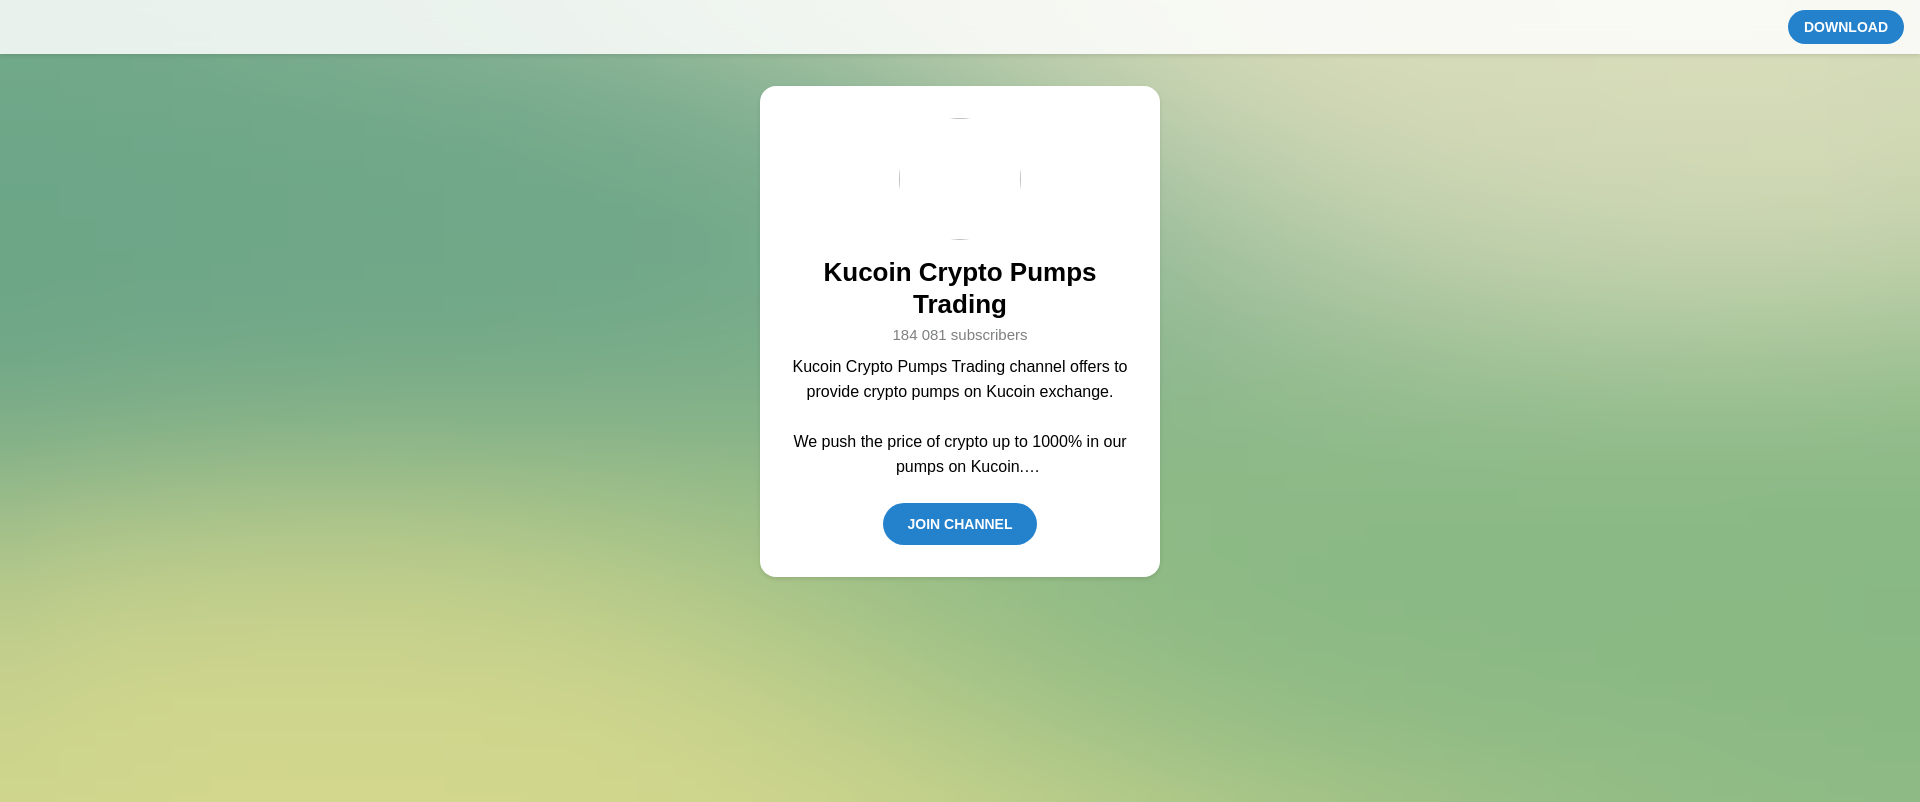 DOWNLOAD
Kucoin Crypto Pumps
Trading
184 081 subscribers
Kucoin Crypto Pumps Trading channel offers to
provide crypto pumps on Kucoin exchange.
We push the price of crypto up to 1000% in our
pumps on Kucoin.…
JOIN CHANNEL